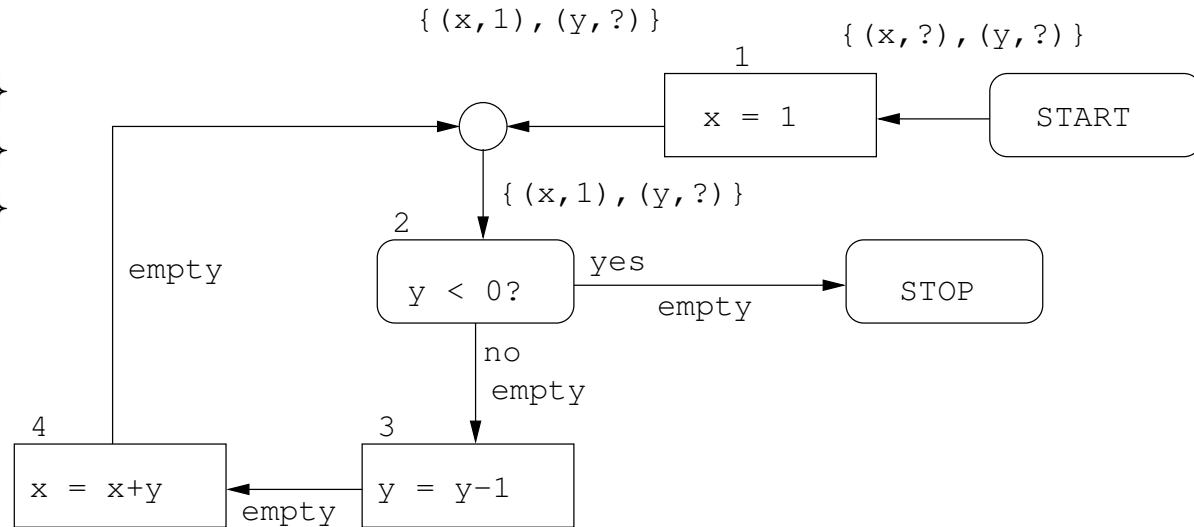 {(x,1),(y,?)}
{(x,?),(y,?)}
1
x = 1
START
{(x,1),(y,?)}
2
empty
yes
y < 0?
empty
STOP
no
empty
4
3
x = x+y
y = y-1
empty